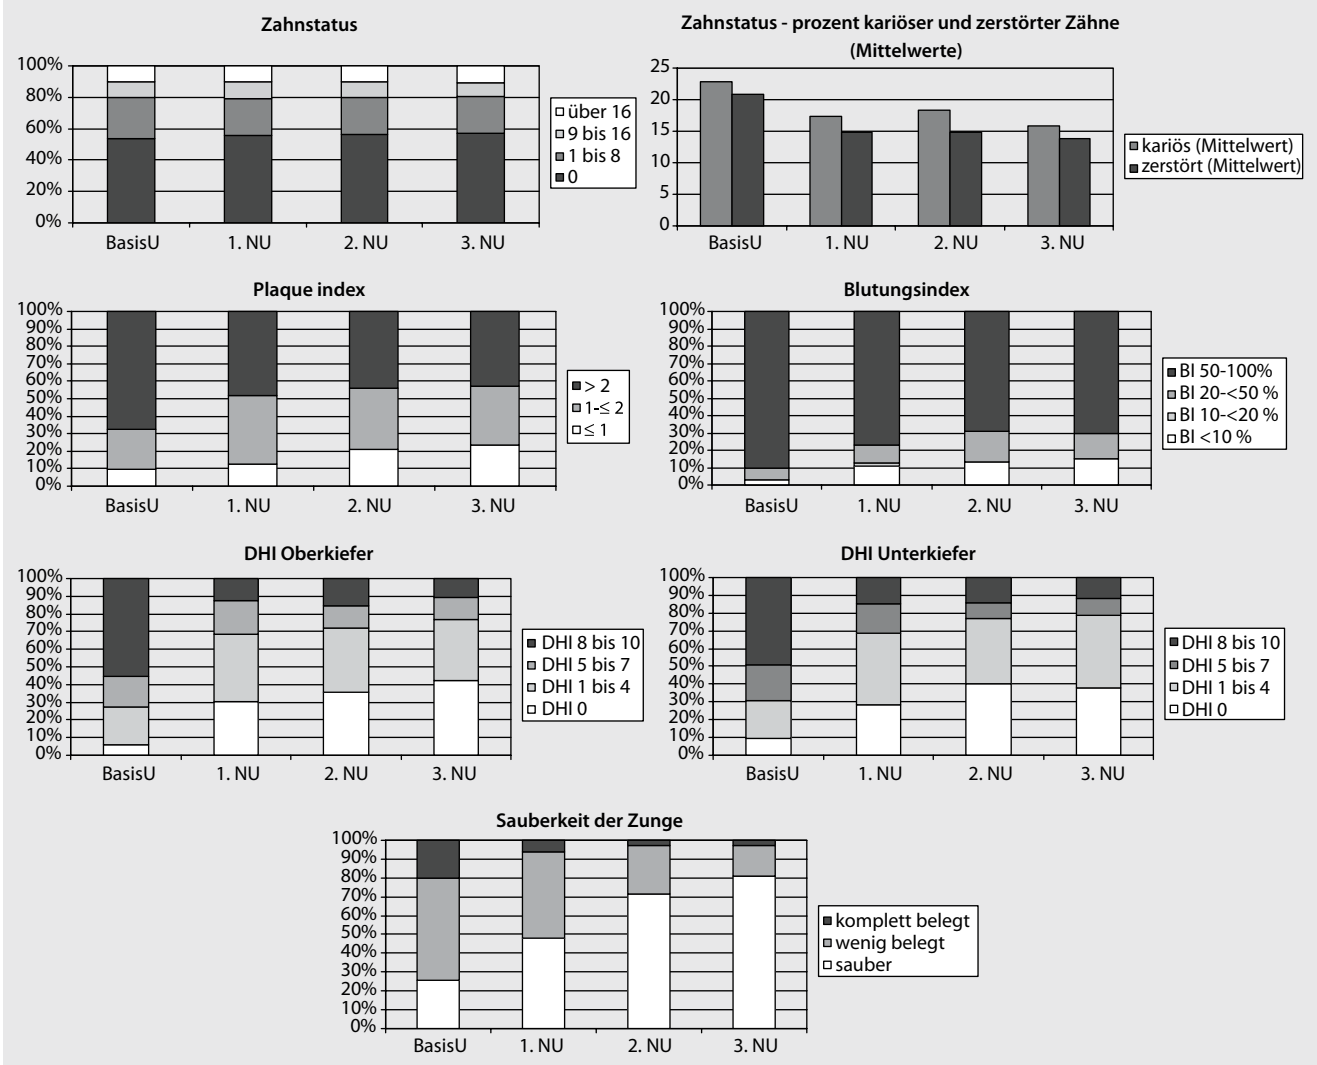 Zahnstatus
100%
80%
60%
40%
20%
0%
BasisU 1. NU 2. NU 3. NU
über 16
9 bis 16
1 bis 8
0
Zahnstatus - prozent kariöser und zerstörter Zähne
(Mittelwerte)
25
20
15
10
5
0
BasisU 1. NU 2. NU 3. NU
kariös (Mittelwert)
zerstört (Mittelwert)
Plaque index
100%
90%
80%
70%
60%
50%
40%
30%
20%
10%
0%
BasisU 1. NU 2. NU 3. NU
> 2
1-≤ 2
≤ 1
Blutungsindex
100%
90%
80%
70%
60%
50%
40%
30%
20%
10%
0%
BasisU 1. NU 2. NU 3. NU
BI 50-100%
BI 20-<50 %
BI 10-<20 %
BI <10 %
DHI Oberkiefer
100%
90%
80%
70%
60%
50%
40%
30%
20%
10%
0%
BasisU 1. NU 2. NU 3. NU
DHI 8 bis 10
DHI 5 bis 7
DHI 1 bis 4
DHI 0
DHI Unterkiefer
100%
90%
80%
70%
60%
50%
40%
30%
20%
10%
0%
BasisU 1. NU 2. NU 3. NU
DHI 8 bis 10
DHI 5 bis 7
DHI 1 bis 4
DHI 0
Sauberkeit der Zunge
100%
90%
80%
70%
60%
50%
40%
30%
20%
10%
0%
BasisU 1. NU 2. NU 3. NU
komplett belegt
wenig belegt
sauber